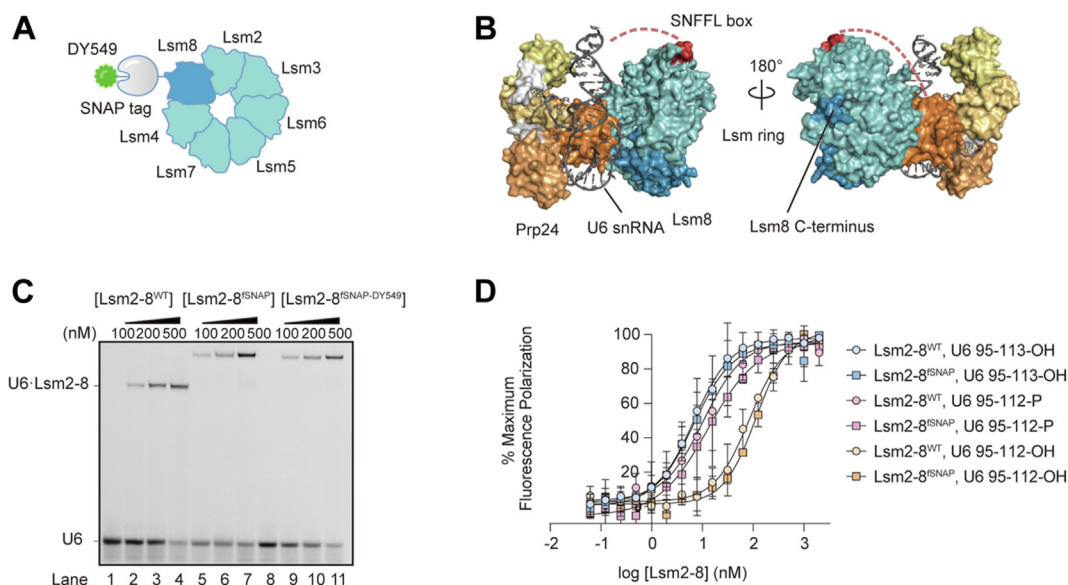 A
DY549
SNAP tag
Lsm8
Lsm2
Lsm3
Lsm6
Lsm5
Lsm7
Lsm4
B
SNFFL box
180°
Lsm ring
Prp24
U6 snRNA
Lsm8
Lsm8 C-terminus
C
[Lsm2-8WT] [Lsm2-8fSNAP] [Lsm2-8fSNAP-DY549]
(nM) 100 200 500 100 200 500 100 200 500
U6·Lsm2-8
U6
Lane 1 2 3 4 5 6 7 8 9 10 11
D
% Maximum
Fluorescence Polarization
100
80
60
40
20
-2 -1 0 1 2 3
log [Lsm2-8] (nM)
Lsm2-8WT, U6 95-113-OH
Lsm2-8fSNAP, U6 95-113-OH
Lsm2-8WT, U6 95-112-P
Lsm2-8fSNAP, U6 95-112-P
Lsm2-8WT, U6 95-112-OH
Lsm2-8fSNAP, U6 95-112-OH